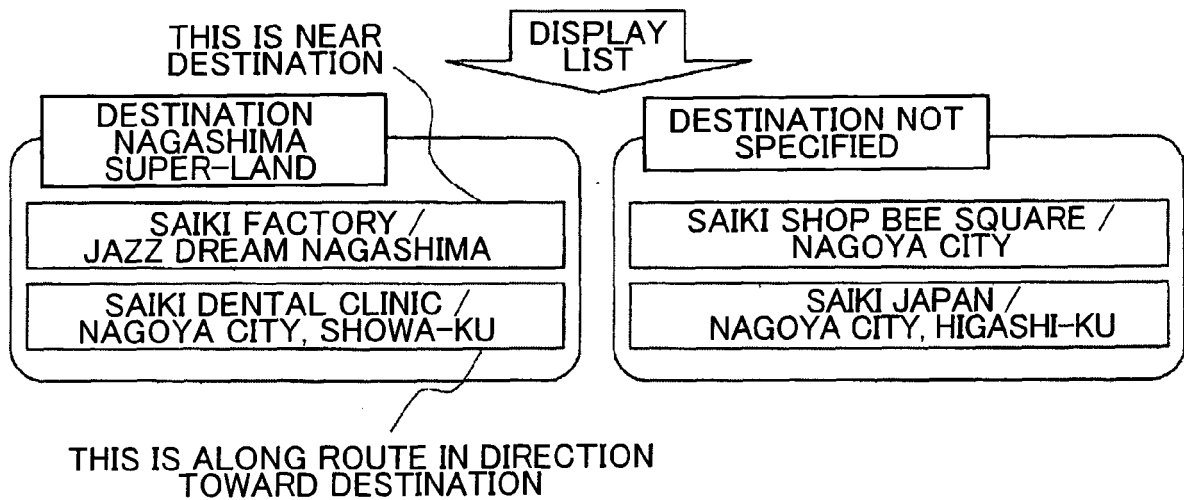 THIS IS NEAR
DESTINATION
DISPLAY
LIST
DESTINATION
NAGASHIMA
SUPER-LAND
SAIKI FACTORY /
JAZZ DREAM NAGASHIMA
SAIKI DENTAL CLINIC /
NAGOYA CITY, SHOWA-KU
DESTINATION NOT
SPECIFIED
SAIKI SHOP BEE SQUARE /
NAGOYA CITY
SAIKI JAPAN /
NAGOYA CITY, HIGASHI-KU
THIS IS ALONG ROUTE IN DIRECTION
TOWARD DESTINATION